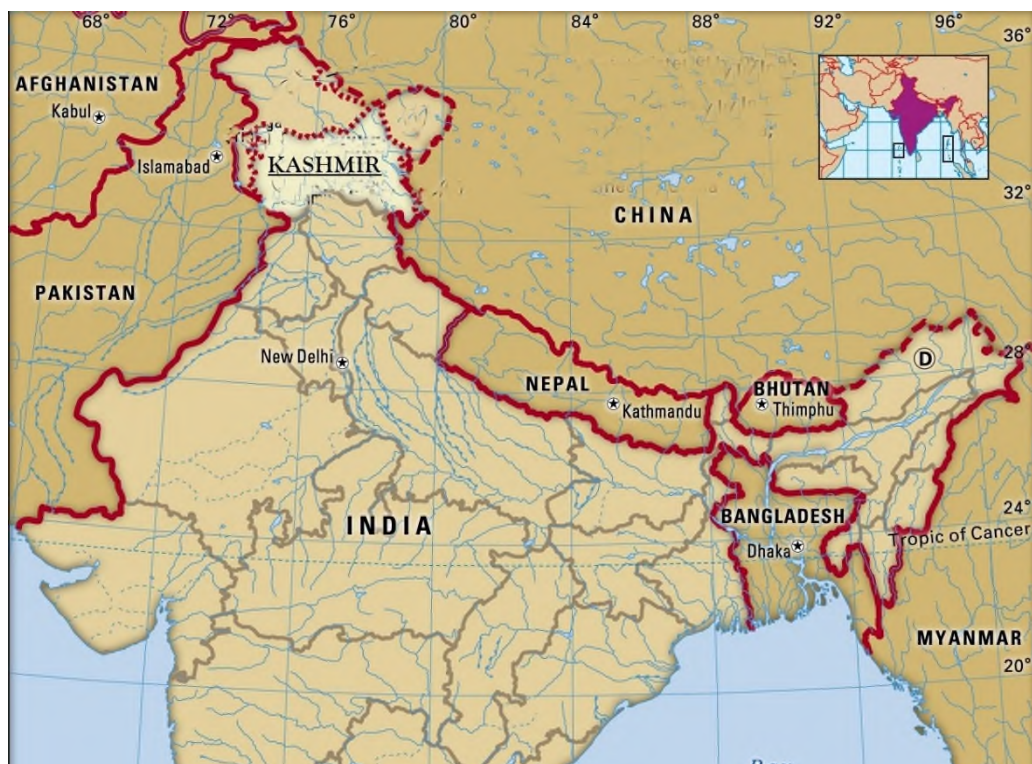 68°
72°
76°
80°
84°
88°
92°
96°
36°
AFGHANISTAN
Kabul
Islamabad
KASHMIR
32°
CHINA
PAKISTAN
New Delhi
NEPAL
Kathmandu
BHUTAN
Thimphu
D
28°
INDIA
BANGLADESH
Dhaka
24°
Tropic of Cancer
MYANMAR
20°